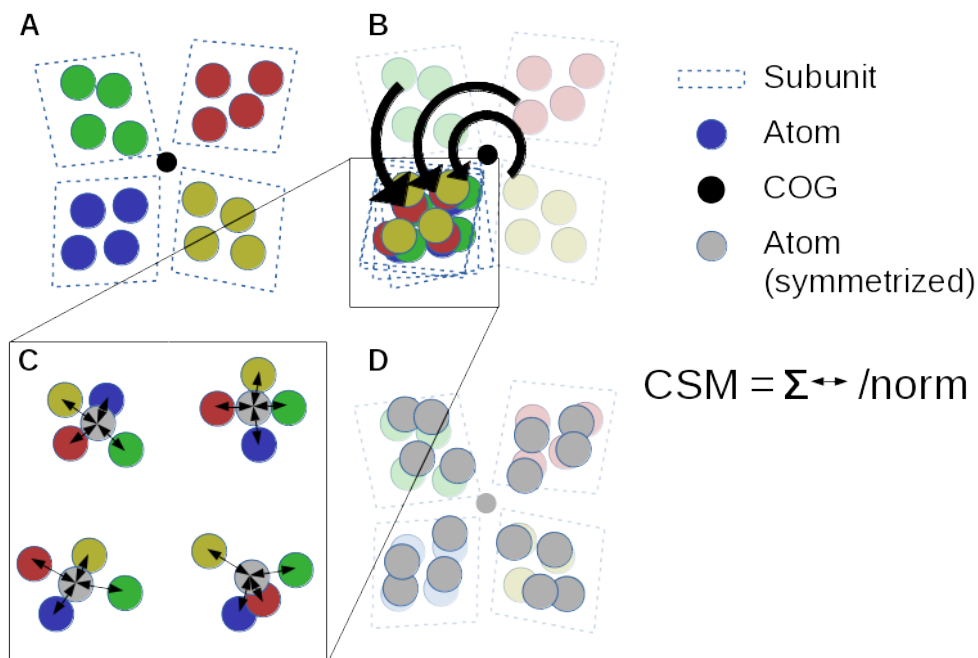 A
B
Subunit
Atom
COG
Atom
(symmetrized)
C
D
CSM = Σ↔/norm